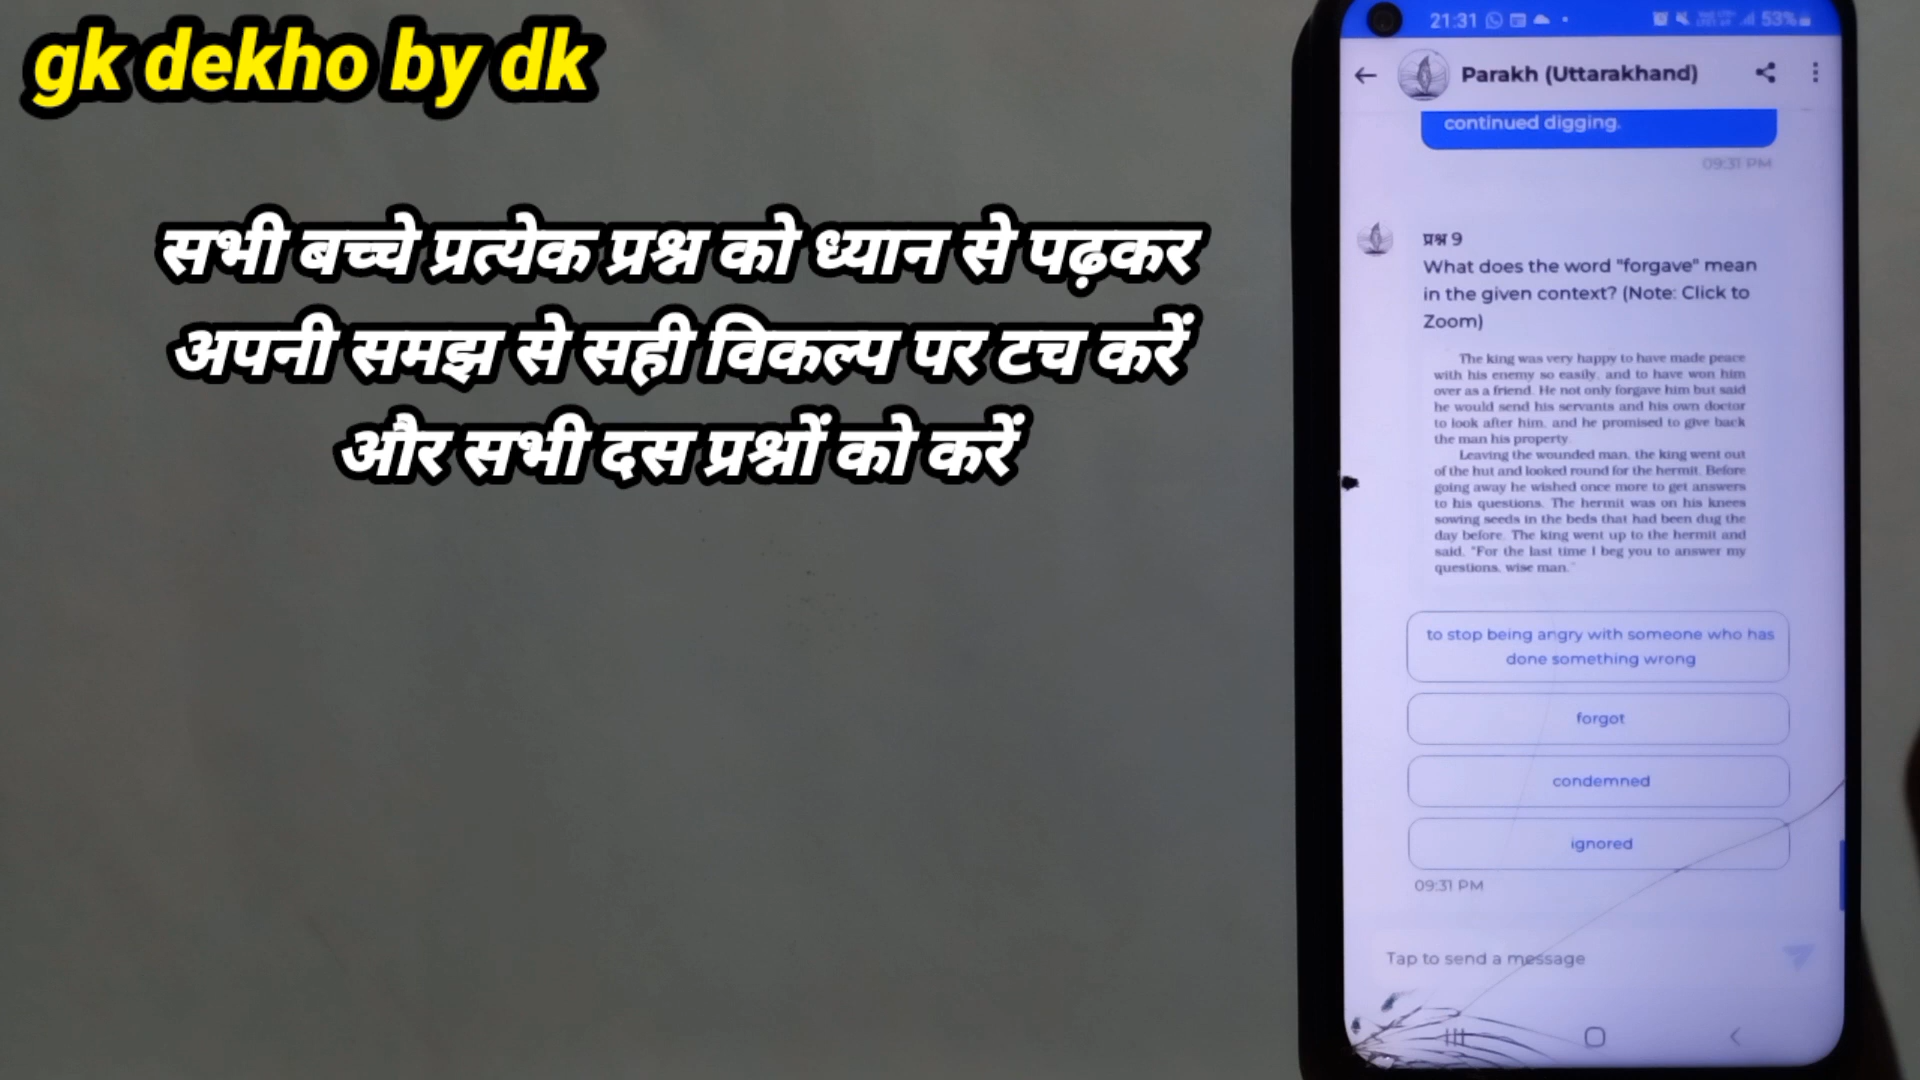 gk dekho by dk
सभी बच्चे प्रत्येक प्रश्न को ध्यान से पढ़कर
अपनी समझ से सही विकल्प पर टच करें
और सभी दस प्रश्नों को करें
21:31
53%
Parakh (Uttarakhand)
continued digging.
09:31 PM
प्रश्न 9
What does the word "forgave" mean
in the given context? (Note: Click to
Zoom)
The king was very happy to have made peace
with his enemy so easily, and to have won him
over as a friend. He not only forgave him but said
he would send his servants and his own doctor
to look after him, and he promised to give back
the man his property.
Leaving the wounded man, the king went out
of the hut and looked round for the hermit. Before
going away he wished once more to get answers
to his questions. The hermit was on his knees
sowing seeds in the beds that had been dug the
day before. The king went up to the hermit and
said, "For the last time I beg you to answer my
questions, wise man."
to stop being angry with someone who has
done something wrong
forgot
condemned
ignored
09:31 PM
Tap to send a message